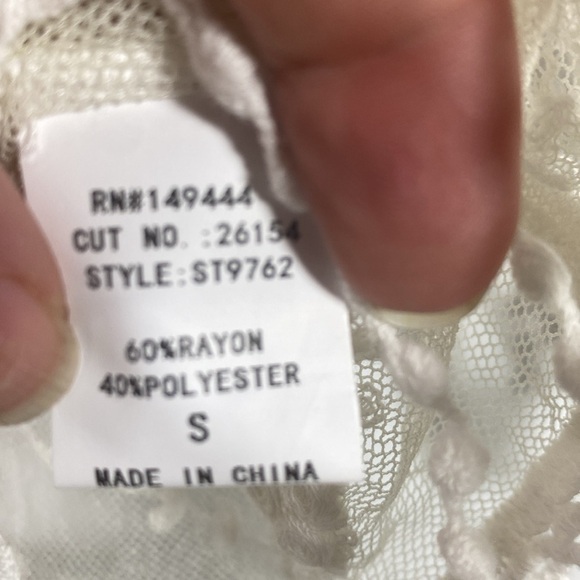 RN#149444
CUT NO.:26154
STYLE:ST9762
60%RAYON
40%POLYESTER
S
MADE IN CHINA